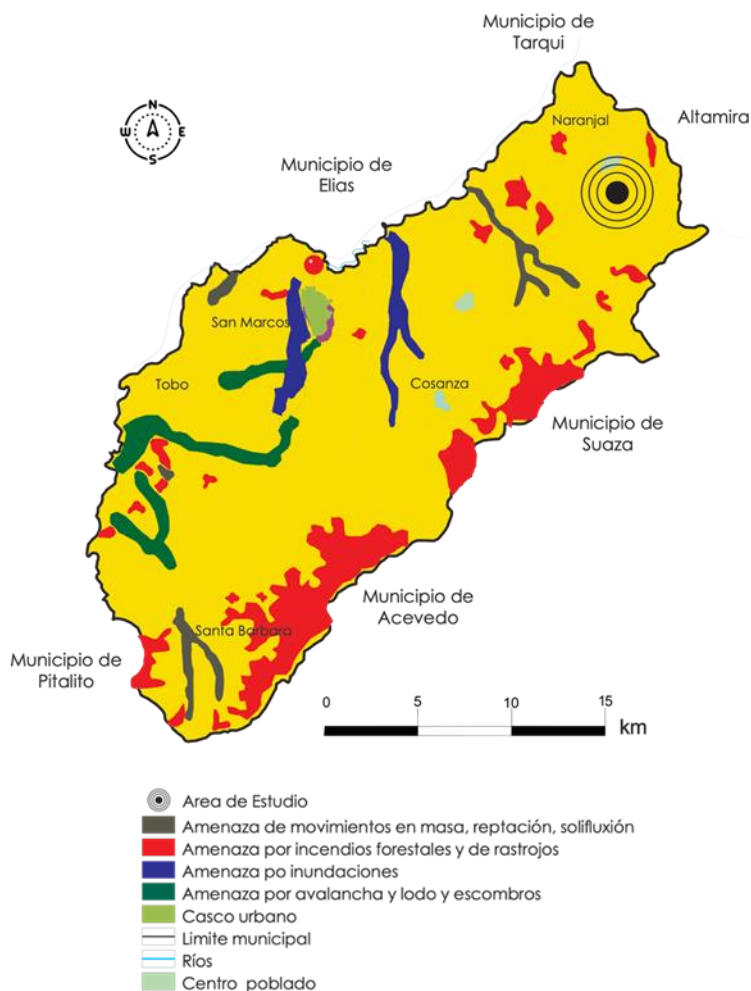 Municipio de
Tarqui
Naranjal
Altamira
N
W
E
S
Municipio de
Elias
San Marcos
Tobo
Cosanza
Municipio de
Suaza
Municipio de
Acevedo
Santa Barbara
Municipio de
Pitalito
0 5 10 15
km
Area de Estudio
Amenaza de movimientos en masa, reptación, solifluxión
Amenaza por incendios forestales y de rastrojos
Amenaza po inundaciones
Amenaza por avalancha y lodo y escombros
Casco urbano
Limite municipal
Ríos
Centro poblado